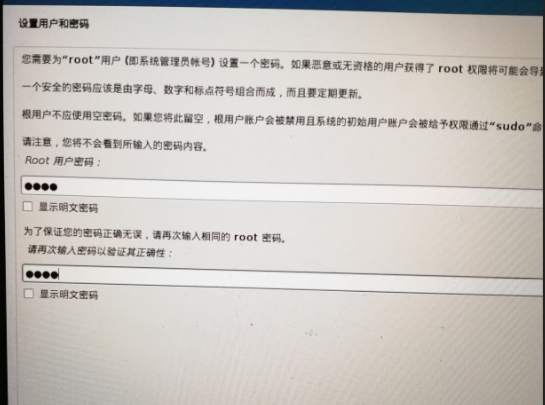 设置用户和密码
您需要为“root”用户 (即系统管理员帐号) 设置一个密码。如果恶意或无资格的用户获得了 root 权限将可能会导
一个安全的密码应该是由字母、数字和标点符号组合而成，而且要定期更新。
根用户不应使用空密码。如果您将此留空，根用户账户会被禁用且系统的初始用户账户会被给予权限通过“sudo”命
请注意，您将不会看到所输入的密码内容。
Root 用户密码：
●●●●
显示明文密码
为了保证您的密码正确无误，请再次输入相同的 root 密码。
请再次输入密码以验证其正确性：
●●●●
显示明文密码